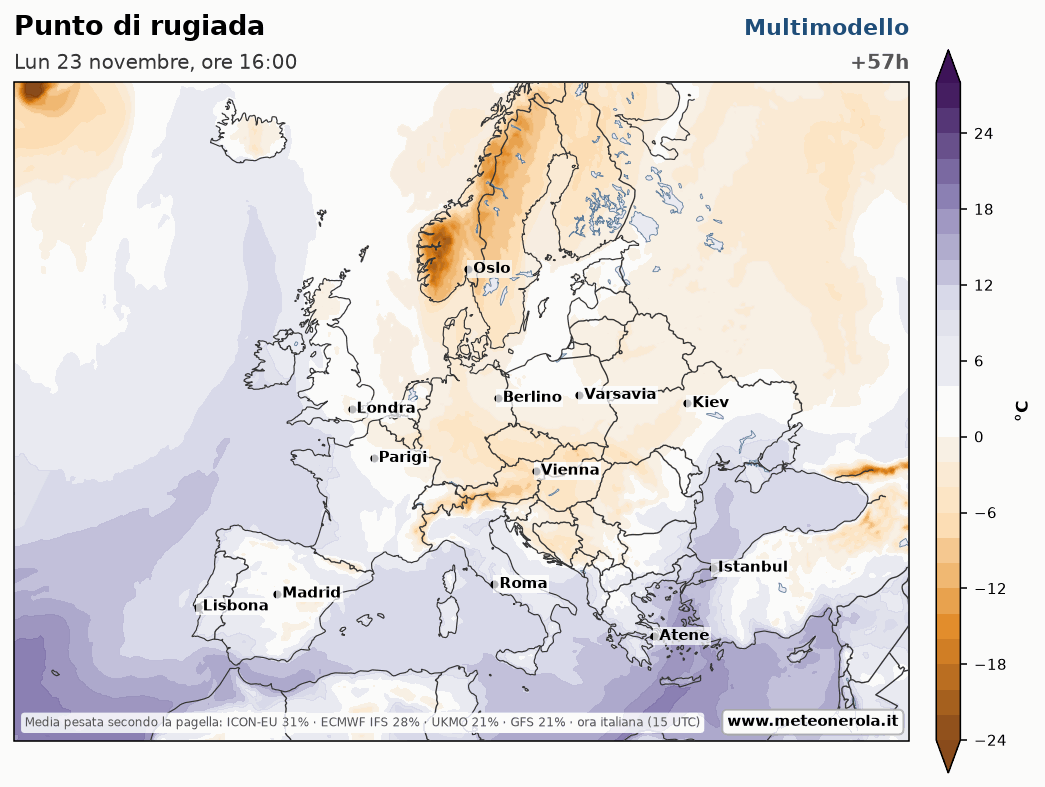 Punto di rugiada
Multimodello
Lun 23 novembre, ore 16:00
+57h
Oslo
Londra
Berlino
Varsavia
Kiev
Parigi
Vienna
Istanbul
Roma
Madrid
Lisbona
Atene
Media pesata secondo la pagella: ICON-EU 31% · ECMWF IFS 28% · UKMO 21% · GFS 21% · ora italiana (15 UTC)
www.meteonerola.it
24
18
12
6
0
−6
−12
−18
−24
°C